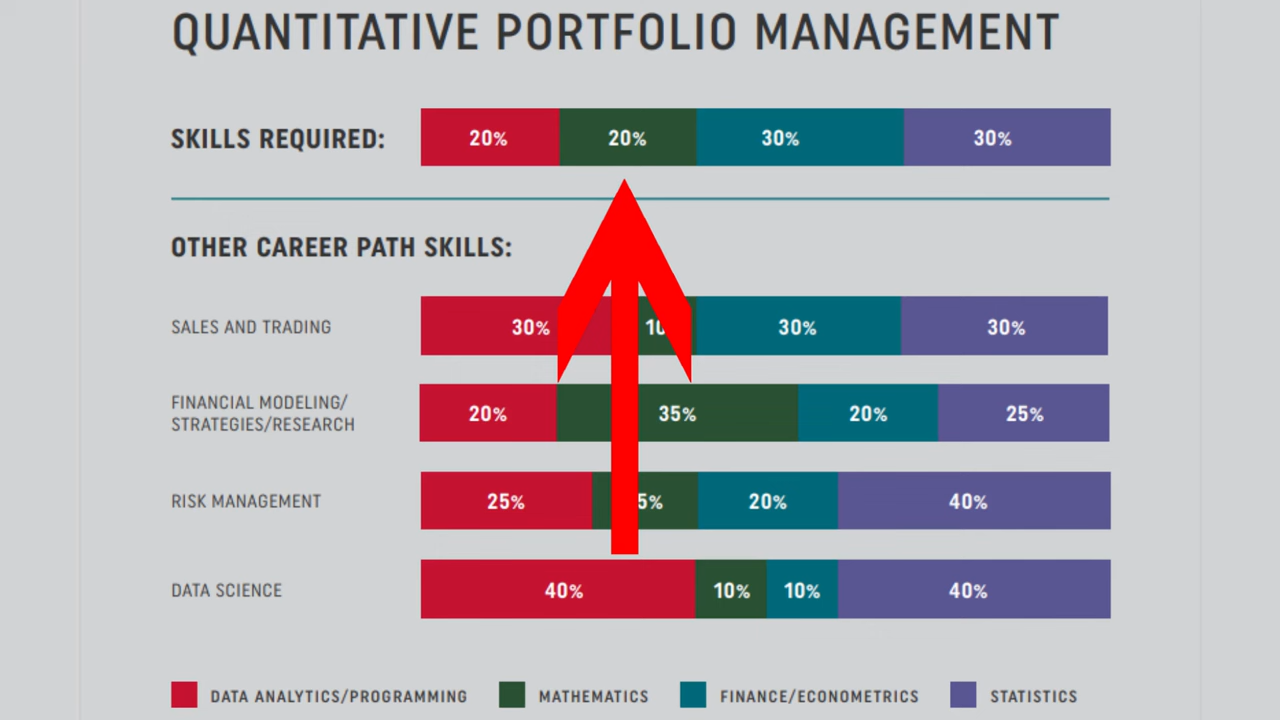 QUANTITATIVE PORTFOLIO MANAGEMENT
SKILLS REQUIRED: 20% 20% 30% 30%
OTHER CAREER PATH SKILLS:
SALES AND TRADING 30% 30% 30%
FINANCIAL MODELING/
STRATEGIES/RESEARCH 20% 35% 20% 25%
RISK MANAGEMENT 25% 20% 40%
DATA SCIENCE 40% 10% 10% 40%
DATA ANALYTICS/PROGRAMMING MATHEMATICS FINANCE/ECONOMETRICS STATISTICS